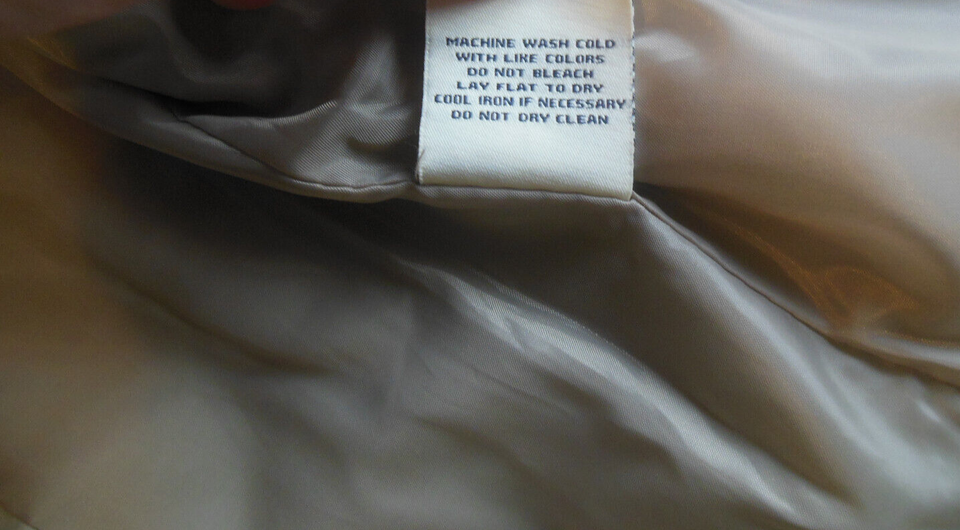 MACHINE WASH COLD
WITH LIKE COLORS
DO NOT BLEACH
LAY FLAT TO DRY
COOL IRON IF NECESSARY
DO NOT DRY CLEAN